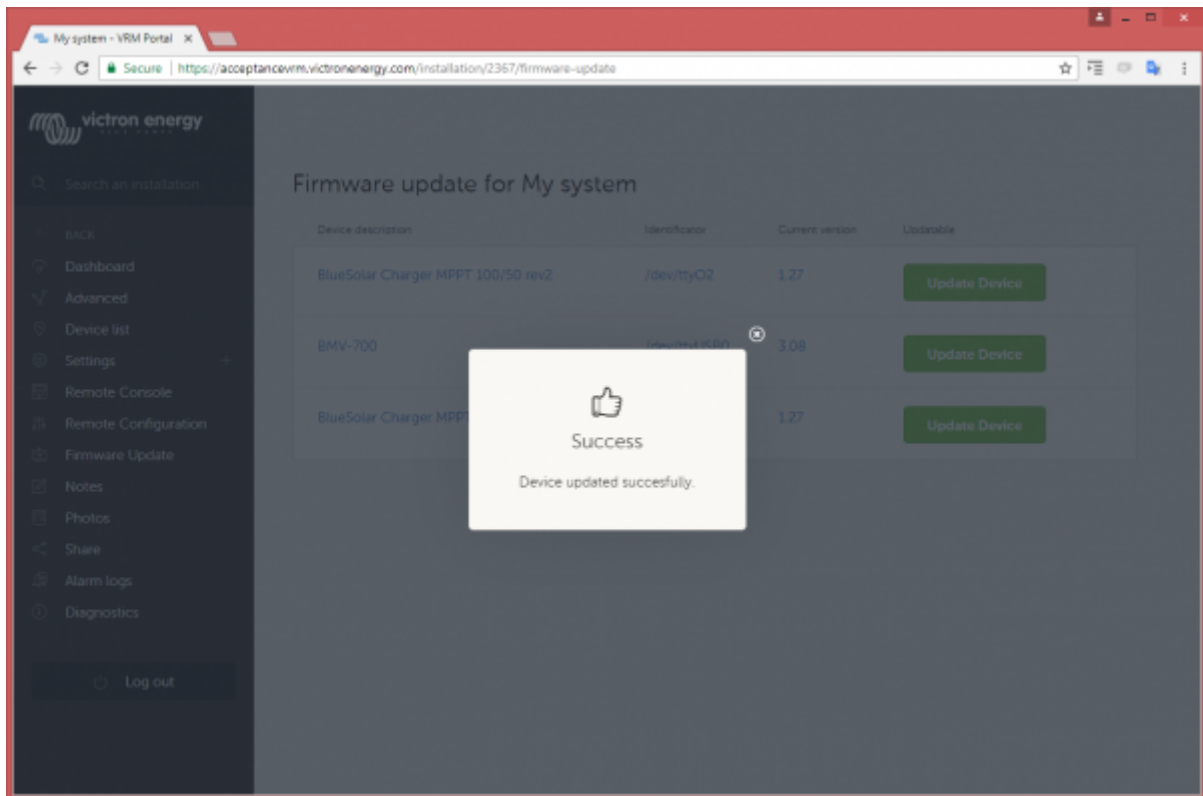 My system - VRM Portal
Secure | https://acceptancevrm.victronenergy.com/installation/2367/firmware-update
victron energy
Search an installation
BACK
Dashboard
Advanced
Device list
Settings
Remote Console
Remote Configuration
Firmware Update
Notes
Photos
Share
Alarm logs
Diagnostics
Log out
Firmware update for My system
Device description Identificator Current version Updatable
BlueSolar Charger MPPT 100/50 rev2 /dev/ttyO2 1.27 Update Device
BMV-700 3.08 Update Device
BlueSolar Charger MPPT 1.27 Update Device
Success
Device updated succesfully.